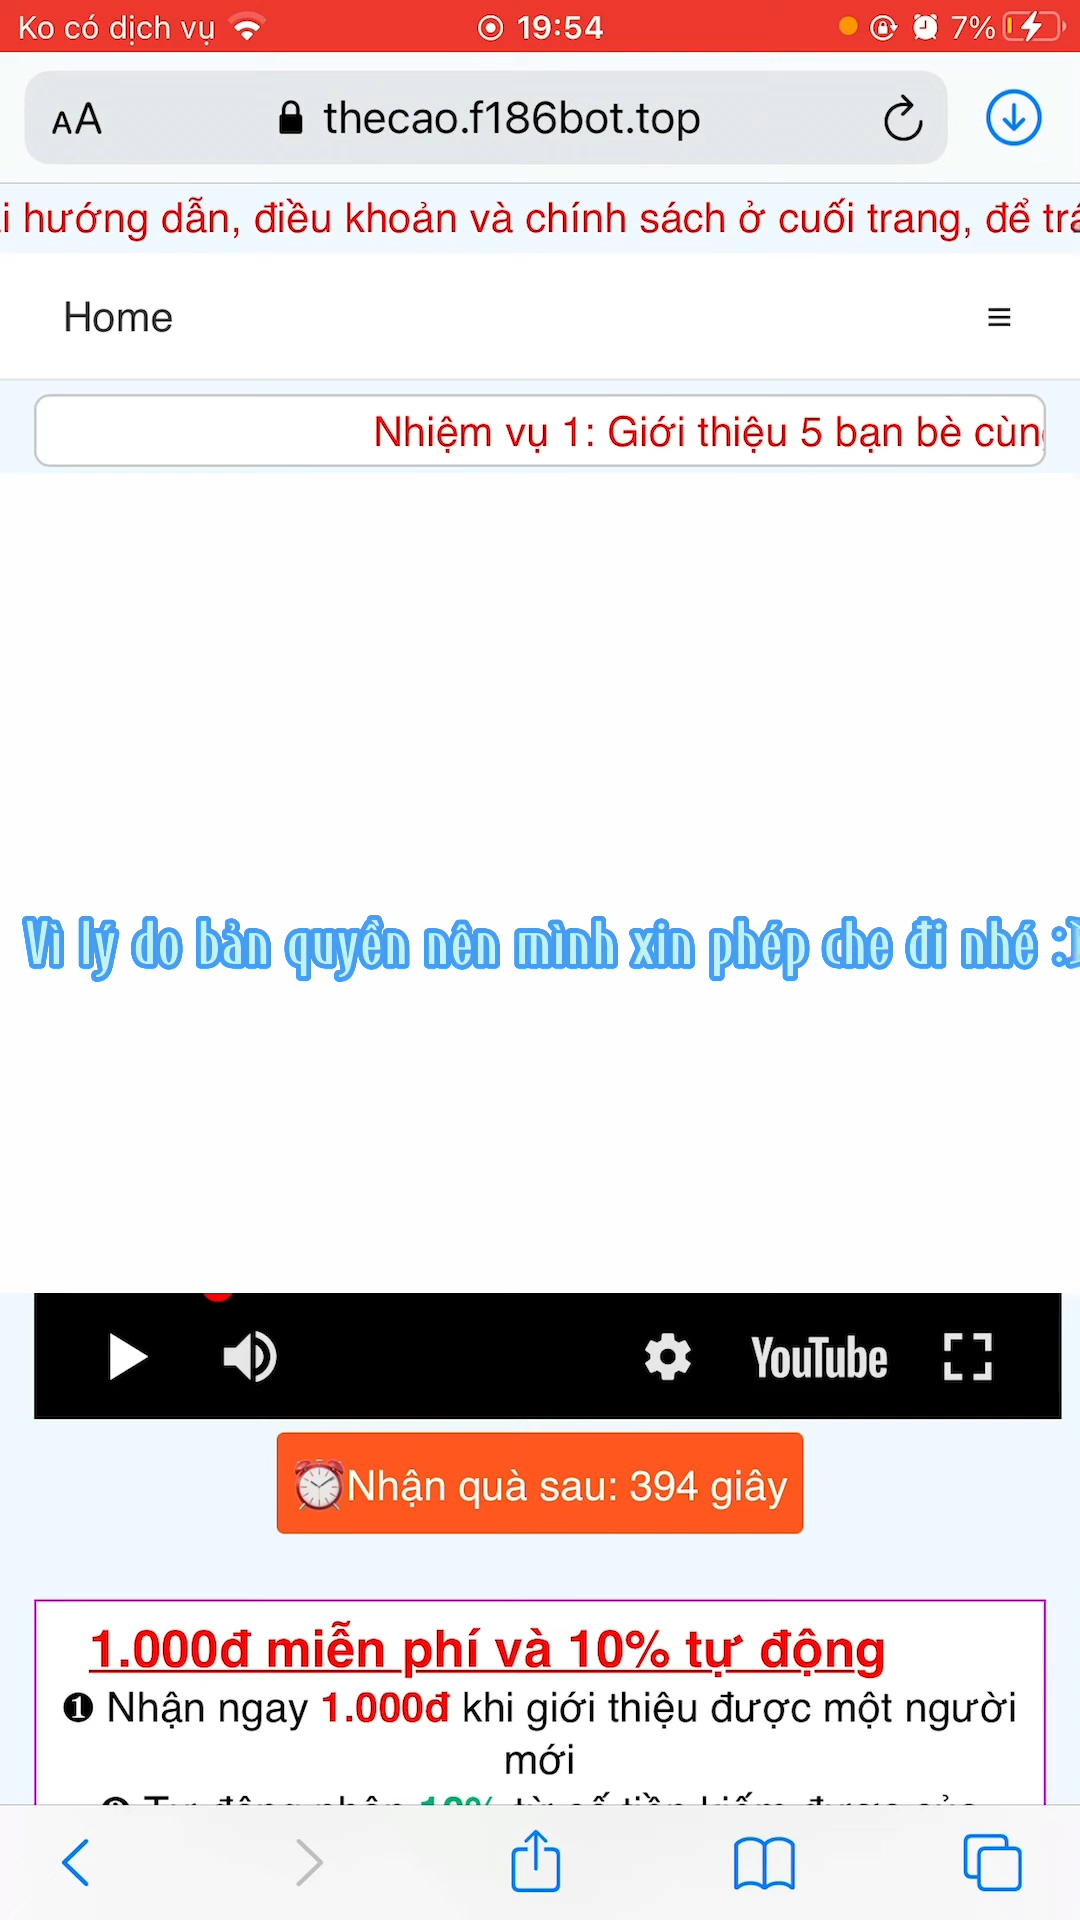 Ko có dịch vụ 19:54 7%
AA thecao.f186bot.top
hướng dẫn, điều khoản và chính sách ở cuối trang, để
Home
Nhiệm vụ 1: Giới thiệu 5 bạn bè
Vì lý do bản quyền nên mình xin phép che đi nhé :)
YouTube
Nhận quà sau: 394 giây
1.000đ miễn phí và 10% tự động
❶ Nhận ngay 1.000đ khi giới thiệu được một người
mới